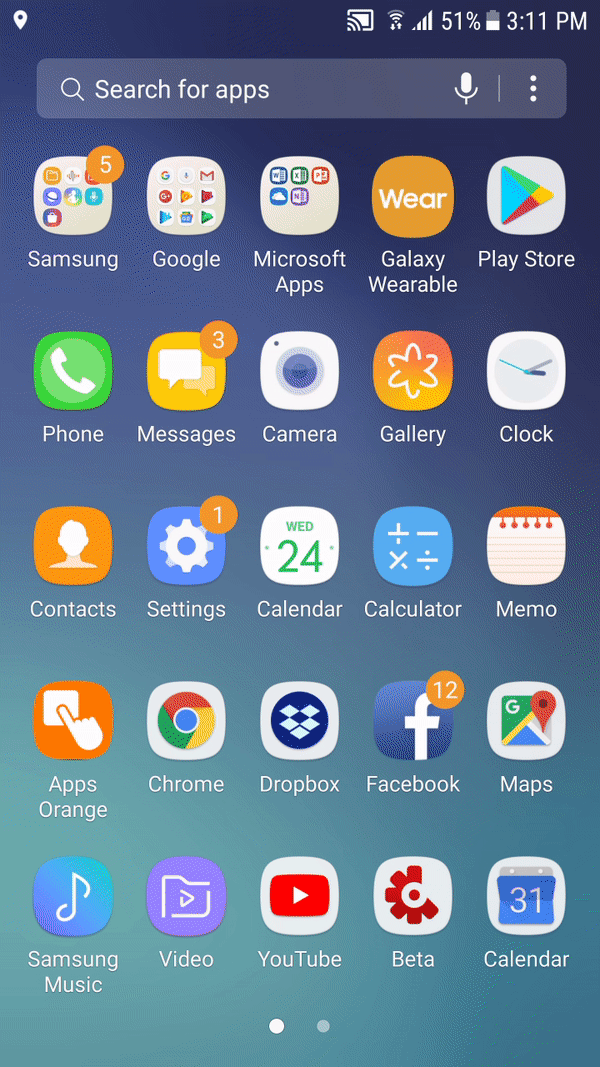 51% 3:11 PM
Search for apps
5
Wear
Samsung Google Microsoft Apps Galaxy Wearable Play Store
3
Phone Messages Camera Gallery Clock
1
WED
24
Contacts Settings Calendar Calculator Memo
12
G
Apps Orange Chrome Dropbox Facebook Maps
31
Samsung Music Video YouTube Beta Calendar